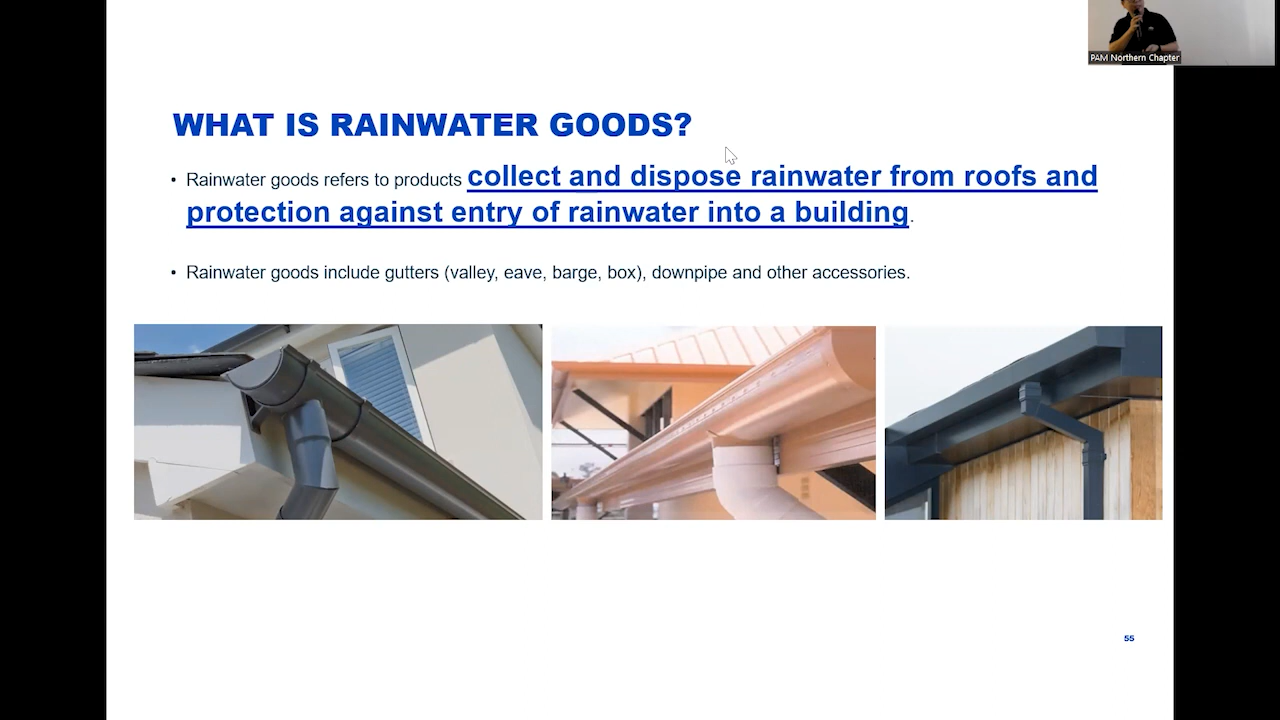 PAM Northern Chapter
WHAT IS RAINWATER GOODS?
• Rainwater goods refers to products collect and dispose rainwater from roofs and
protection against entry of rainwater into a building.
• Rainwater goods include gutters (valley, eave, barge, box), downpipe and other accessories.
55